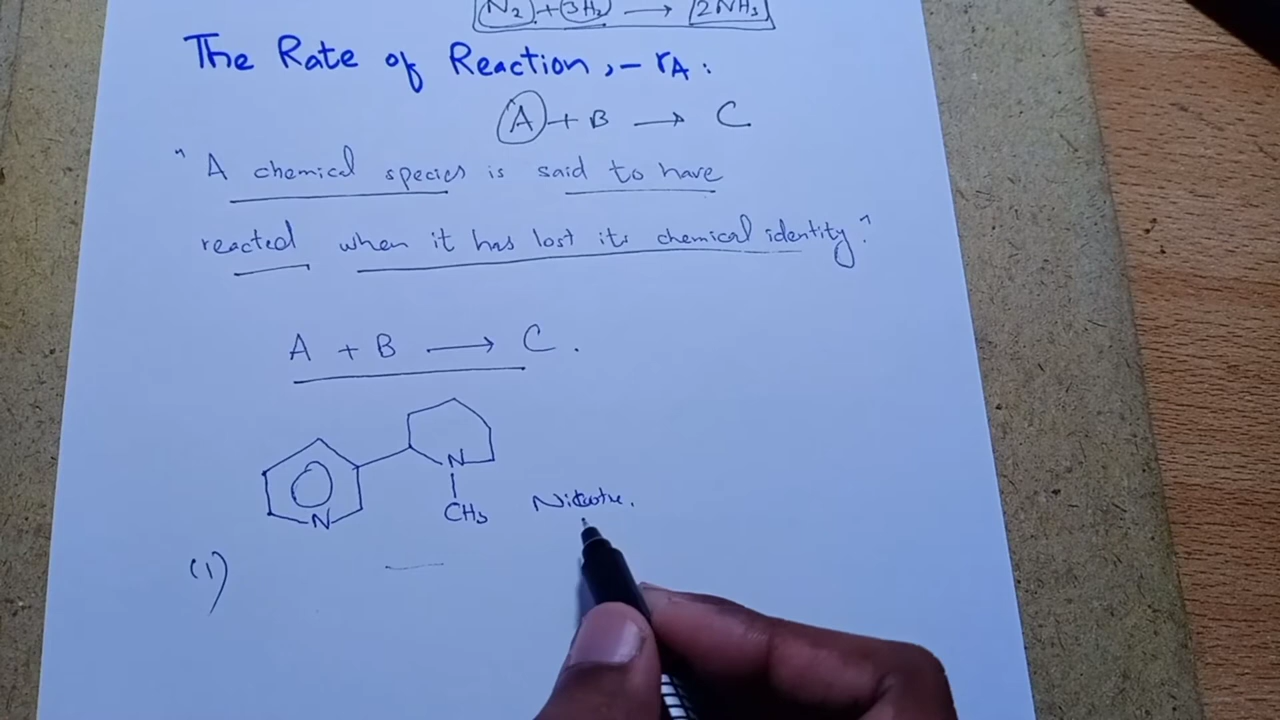 N2 + 3H2 → 2NH3
The Rate of Reaction, - rA :
A + B → C
" A chemical species is said to have
reacted when it has lost its chemical identity "
A + B → C .
N
N
CH3
(1)